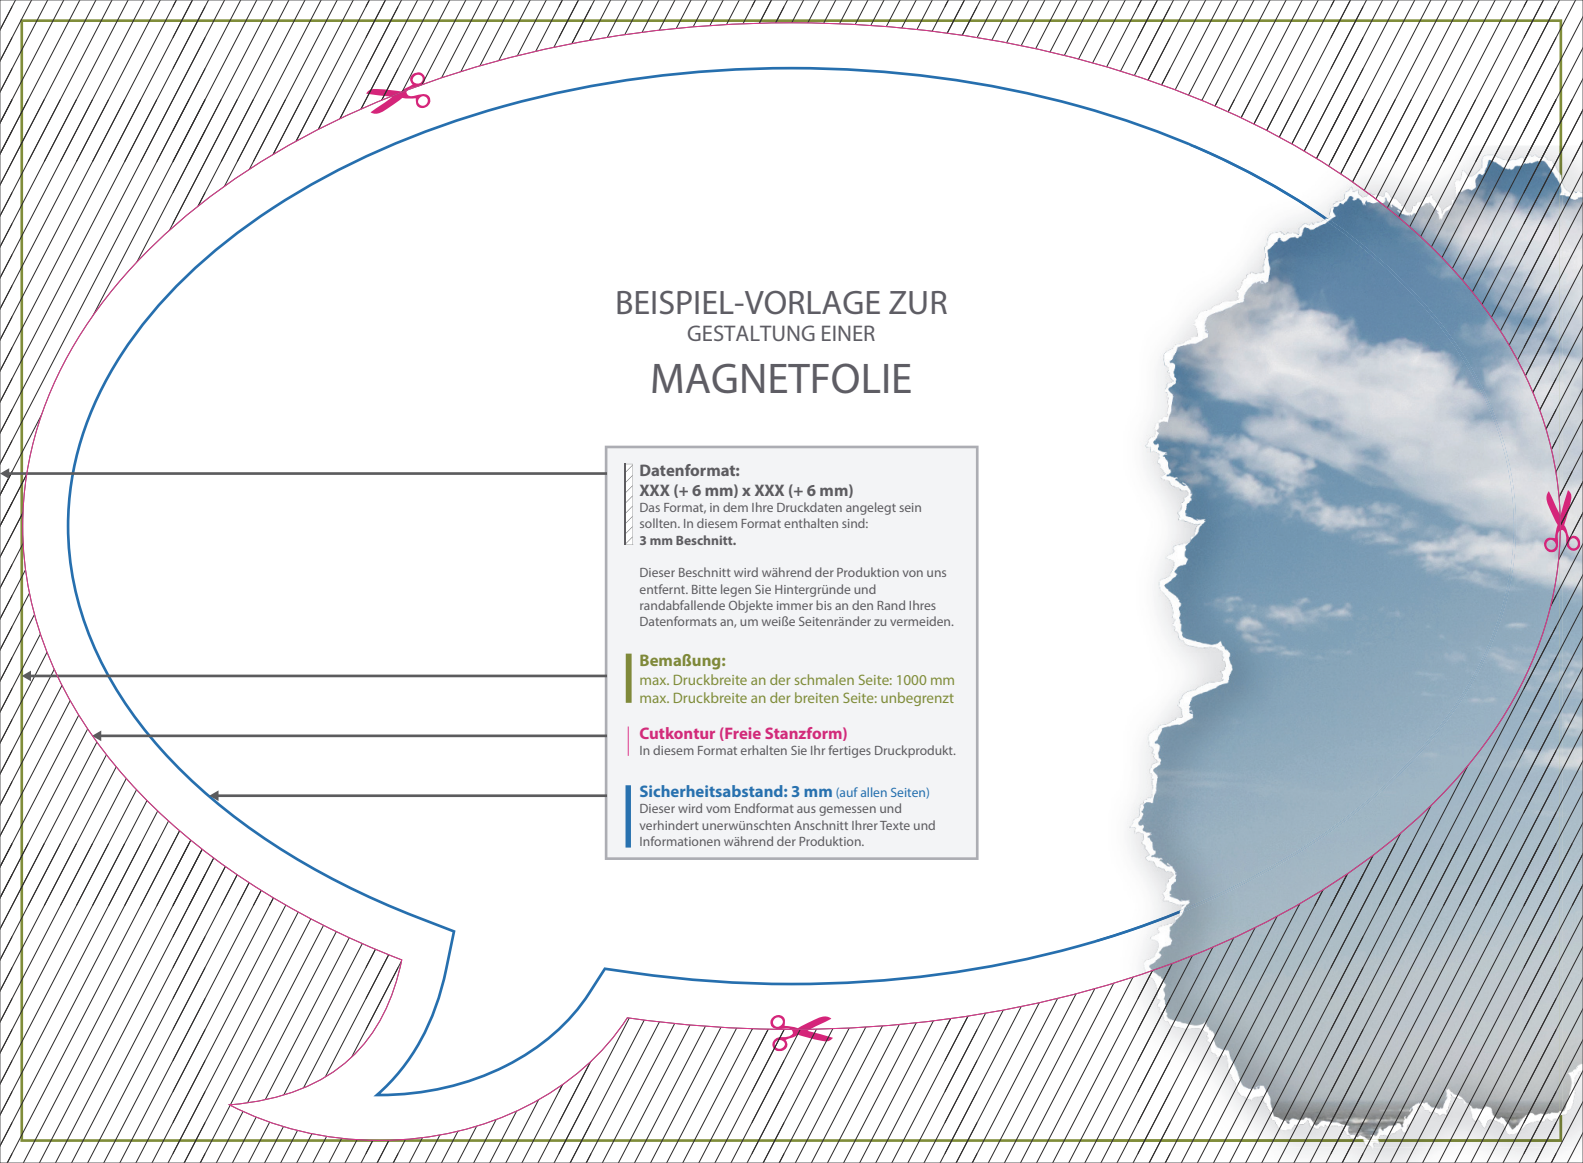 BEISPIEL-VORLAGE ZUR
GESTALTUNG EINER
MAGNETFOLIE
Datenformat:
XXX (+ 6 mm) x XXX (+ 6 mm)
Das Format, in dem Ihre Druckdaten angelegt sein
sollten. In diesem Format enthalten sind:
3 mm Beschnitt.
Dieser Beschnitt wird während der Produktion von uns
entfernt. Bitte legen Sie Hintergründe und
randabfallende Objekte immer bis an den Rand Ihres
Datenformats an, um weiße Seitenränder zu vermeiden.
Bemaßung:
max. Druckbreite an der schmalen Seite: 1000 mm
max. Druckbreite an der breiten Seite: unbegrenzt
Cutkontur (Freie Stanzform)
In diesem Format erhalten Sie Ihr fertiges Druckprodukt.
Sicherheitsabstand: 3 mm (auf allen Seiten)
Dieser wird vom Endformat aus gemessen und
verhindert unerwünschten Anschnitt Ihrer Texte und
Informationen während der Produktion.